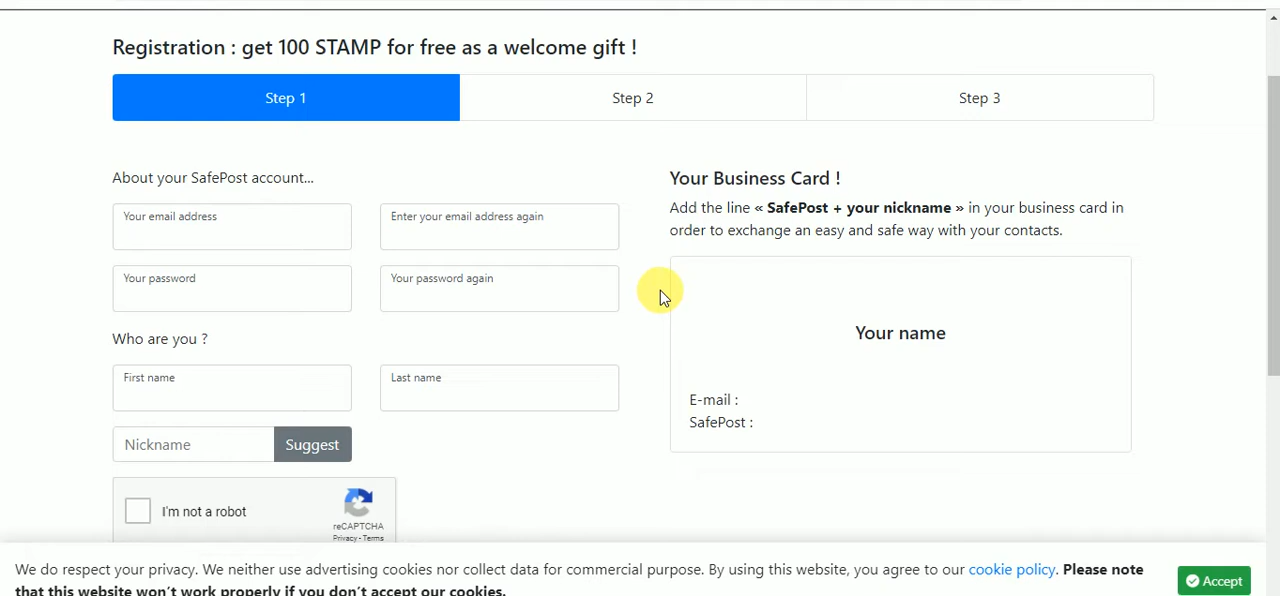 Registration : get 100 STAMP for free as a welcome gift !
Step 1
Step 2
Step 3
About your SafePost account...
Your email address
Enter your email address again
Your password
Your password again
Who are you ?
First name
Last name
Nickname
Suggest
I'm not a robot
reCAPTCHA
Privacy - Terms
Your Business Card !
Add the line « SafePost + your nickname » in your business card in
order to exchange an easy and safe way with your contacts.
Your name
E-mail :
SafePost :
We do respect your privacy. We neither use advertising cookies nor collect data for commercial purpose. By using this website, you agree to our cookie policy. Please note
that this website won't work properly if you don't accept our cookies.
Accept